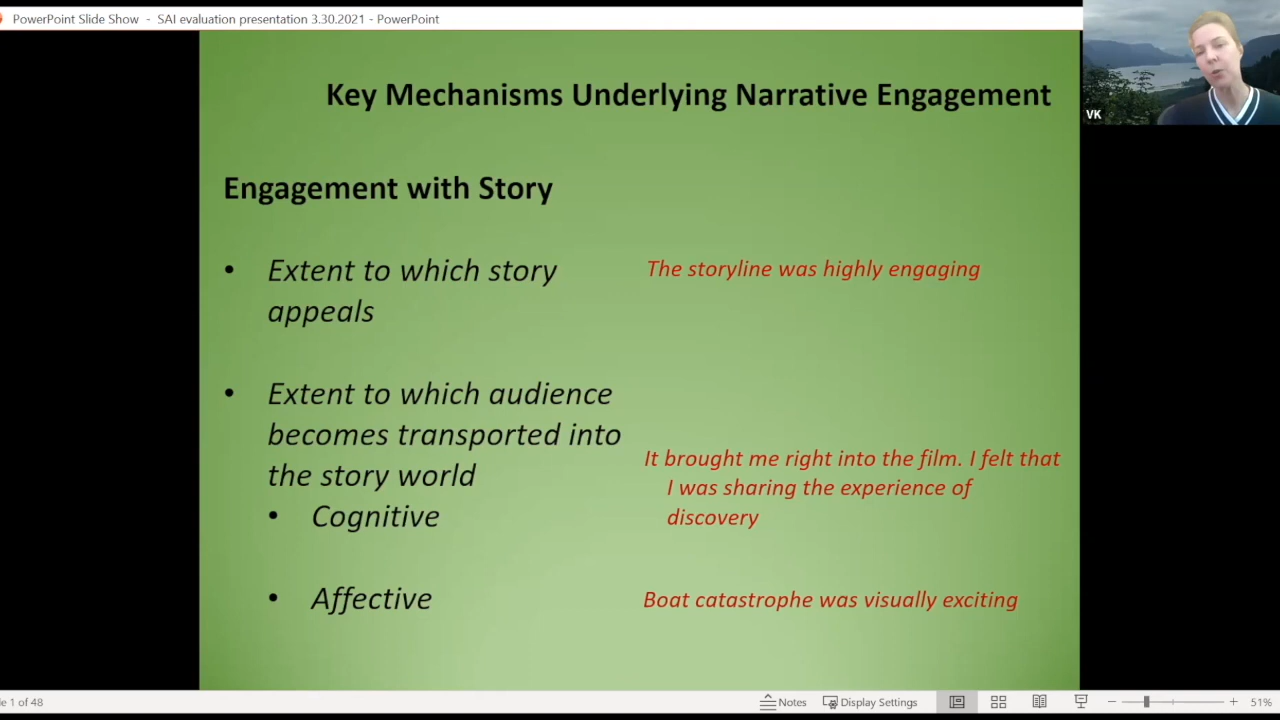 PowerPoint Slide Show - SAI evaluation presentation 3.30.2021 - PowerPoint
VK
Key Mechanisms Underlying Narrative Engagement
Engagement with Story
• Extent to which story
appeals
The storyline was highly engaging
• Extent to which audience
becomes transported into
the story world
• Cognitive
It brought me right into the film. I felt that
I was sharing the experience of
discovery
• Affective
Boat catastrophe was visually exciting
1 of 48
Notes
Display Settings
51%